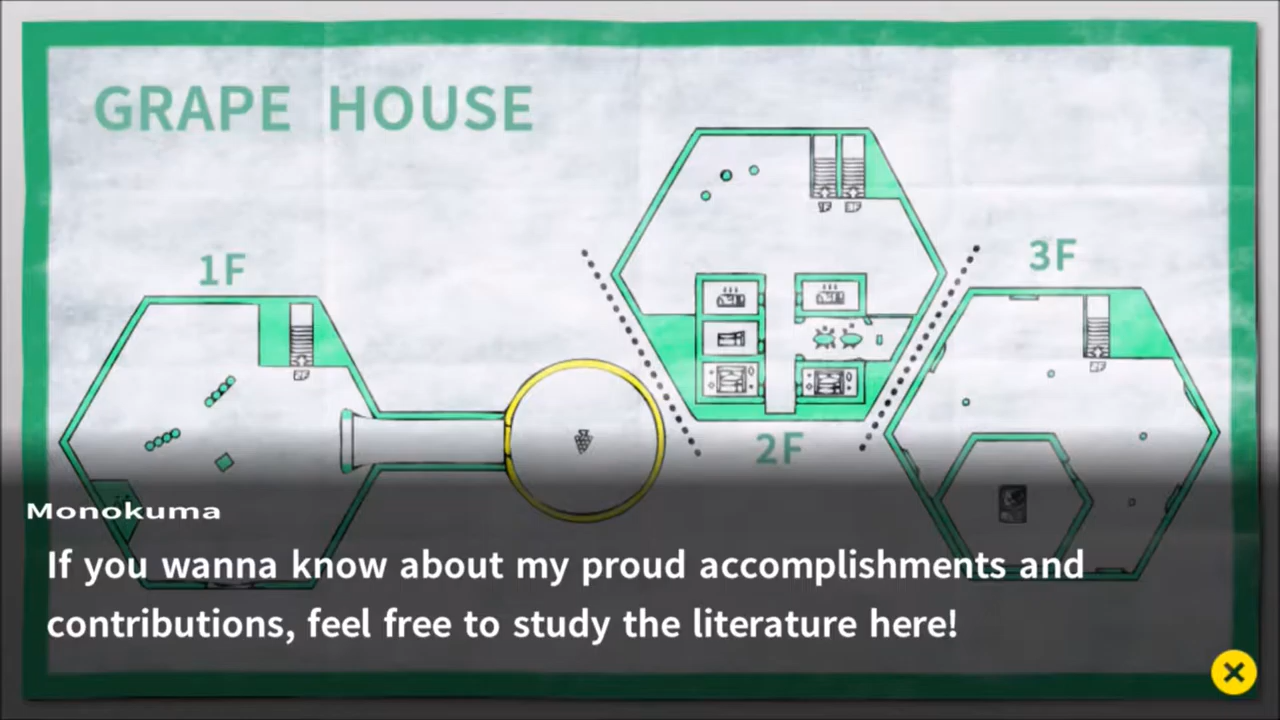 GRAPE HOUSE
1F
3F
2F
Monokuma
If you wanna know about my proud accomplishments and
contributions, feel free to study the literature here!